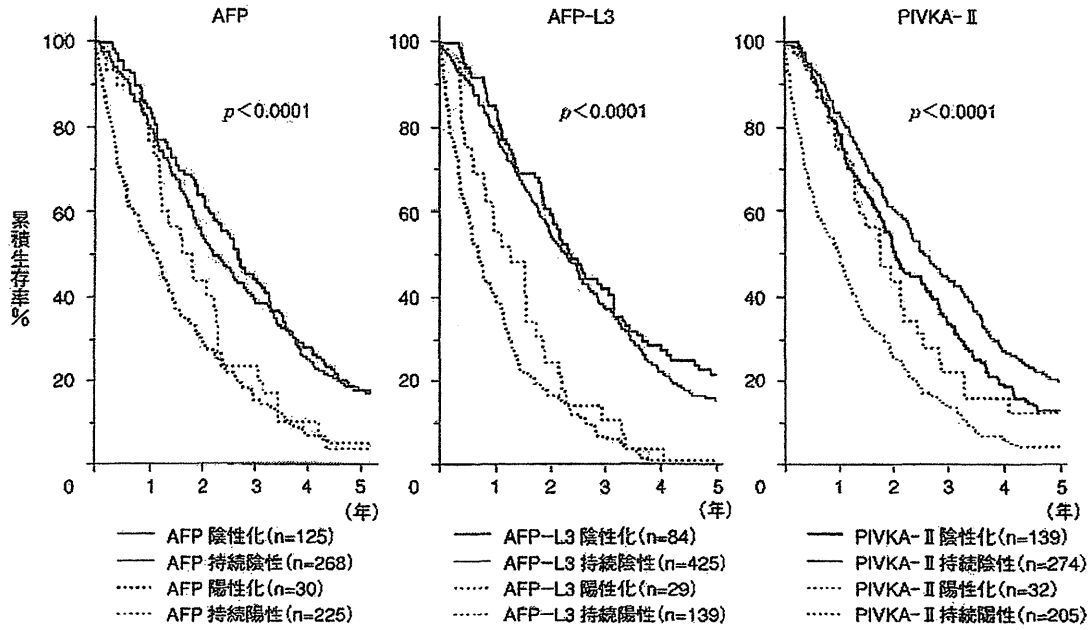 AFP
AFP-L3
PIVKA-Ⅱ
累積生存率%
100
80
60
40
20
0
1
2
3
4
5
(年)
p<0.0001
100
80
60
40
20
0
1
2
3
4
5
(年)
p<0.0001
100
80
60
40
20
0
1
2
3
4
5
(年)
p<0.0001
AFP 陰性化(n=125)
AFP 持続陰性(n=268)
AFP 陽性化(n=30)
AFP 持続陽性(n=225)
AFP-L3 陰性化(n=84)
AFP-L3 持続陰性(n=425)
AFP-L3 陽性化(n=29)
AFP-L3 持続陽性(n=139)
PIVKA-Ⅱ 陰性化(n=139)
PIVKA-Ⅱ 持続陰性(n=274)
PIVKA-Ⅱ 陽性化(n=32)
PIVKA-Ⅱ 持続陽性(n=205)